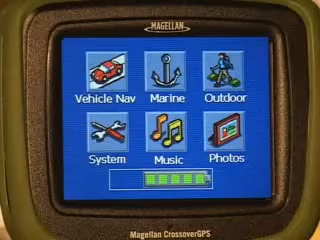 MAGELLAN
Vehicle Nav Marine Outdoor
System Music Photos
Magellan CrossoverGPS